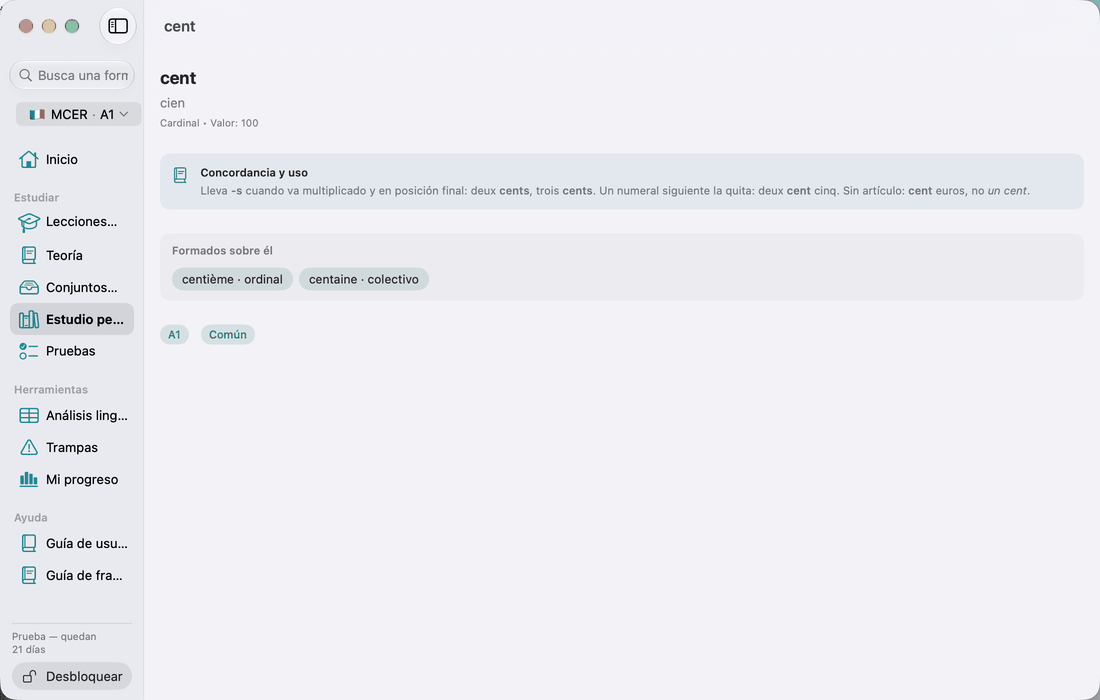 cent
Busca una forn
MCER · A1
Inicio
Estudiar
Lecciones...
Teoría
Conjuntos...
Estudio pe...
Pruebas
Herramientas
Análisis ling...
Trampas
Mi progreso
Ayuda
Guía de usu...
Guía de fra...
Prueba — quedan
21 días
Desbloquear
cent
cien
Cardinal • Valor: 100
Concordancia y uso
Lleva -s cuando va multiplicado y en posición final: deux cents, trois cents. Un numeral siguiente la quita: deux cent cinq. Sin artículo: cent euros, no un cent.
Formados sobre él
centième · ordinal
centaine · colectivo
A1
Común